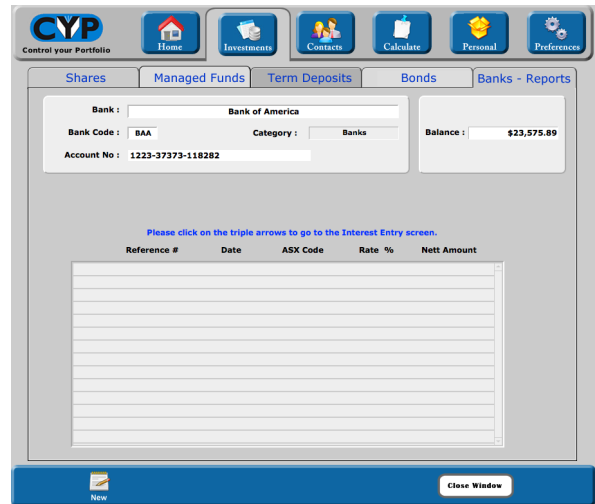 CYP
Control your Portfolio
Home
Investments
Contacts
Calculate
Personal
Preferences
Shares
Managed Funds
Term Deposits
Bonds
Banks - Reports
Bank : Bank of America
Bank Code : BAA Category : Banks Balance : $23,575.89
Account No : 1223-37373-118282
Please click on the triple arrows to go to the Interest Entry screen.
Reference # Date ASX Code Rate % Nett Amount
New
Close Window